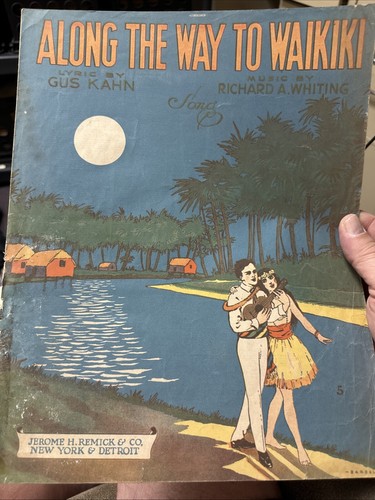 ALONG THE WAY TO WAIKIKI
LYRIC BY
GUS KAHN
MUSIC BY
RICHARD A. WHITING
Song
5
JEROME H. REMICK & CO.
NEW YORK & DETROIT